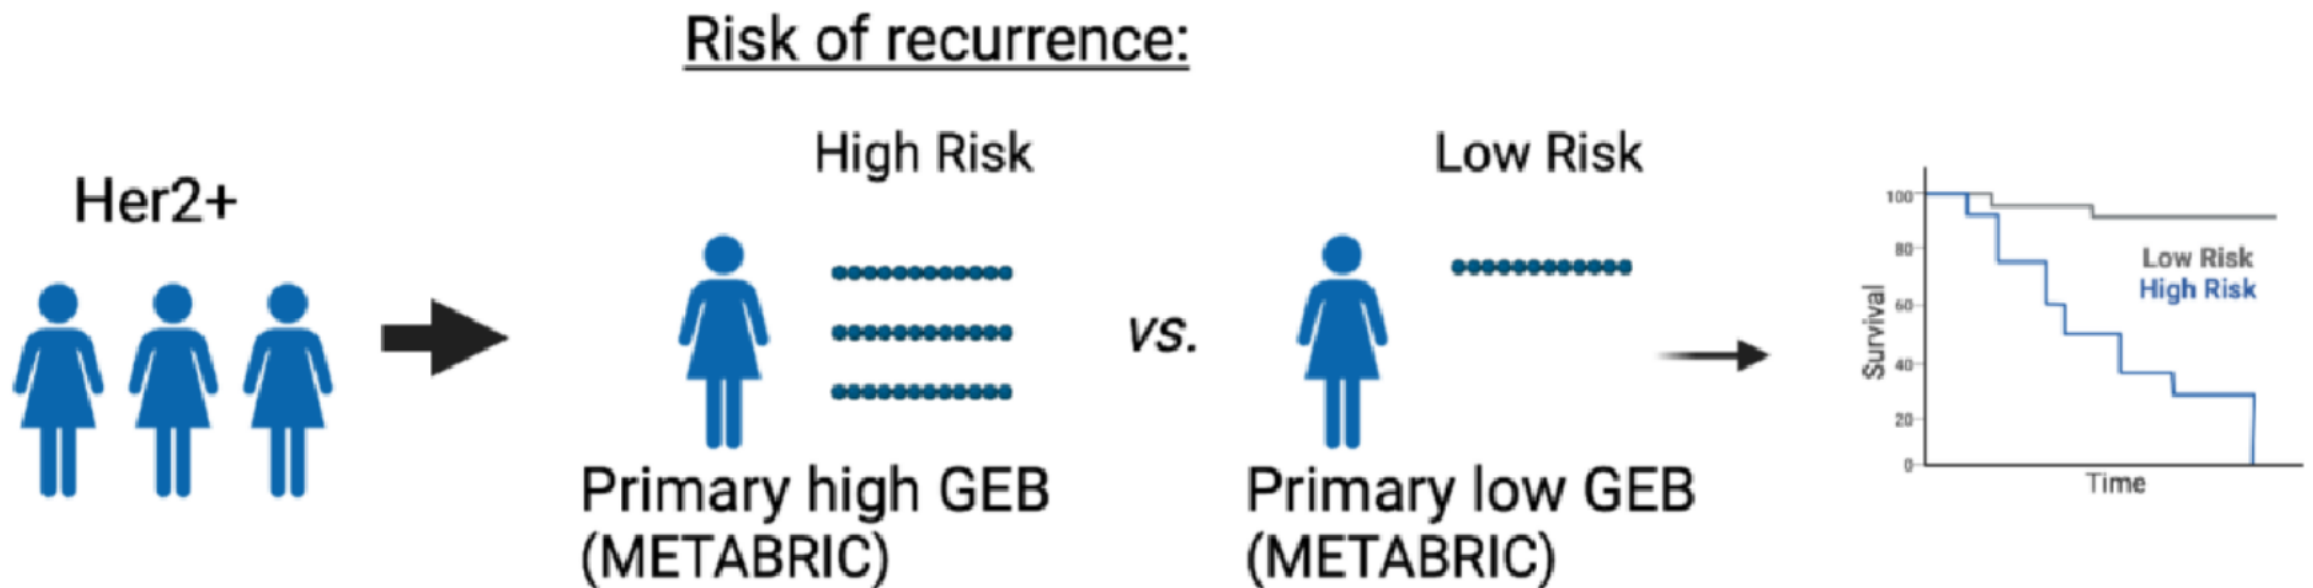 Risk of recurrence:
Her2+
High Risk
Primary high GEB
(METABRIC)
vs.
Low Risk
Primary low GEB
(METABRIC)
100
80
60
40
20
0
Survival
Low Risk
High Risk
Time